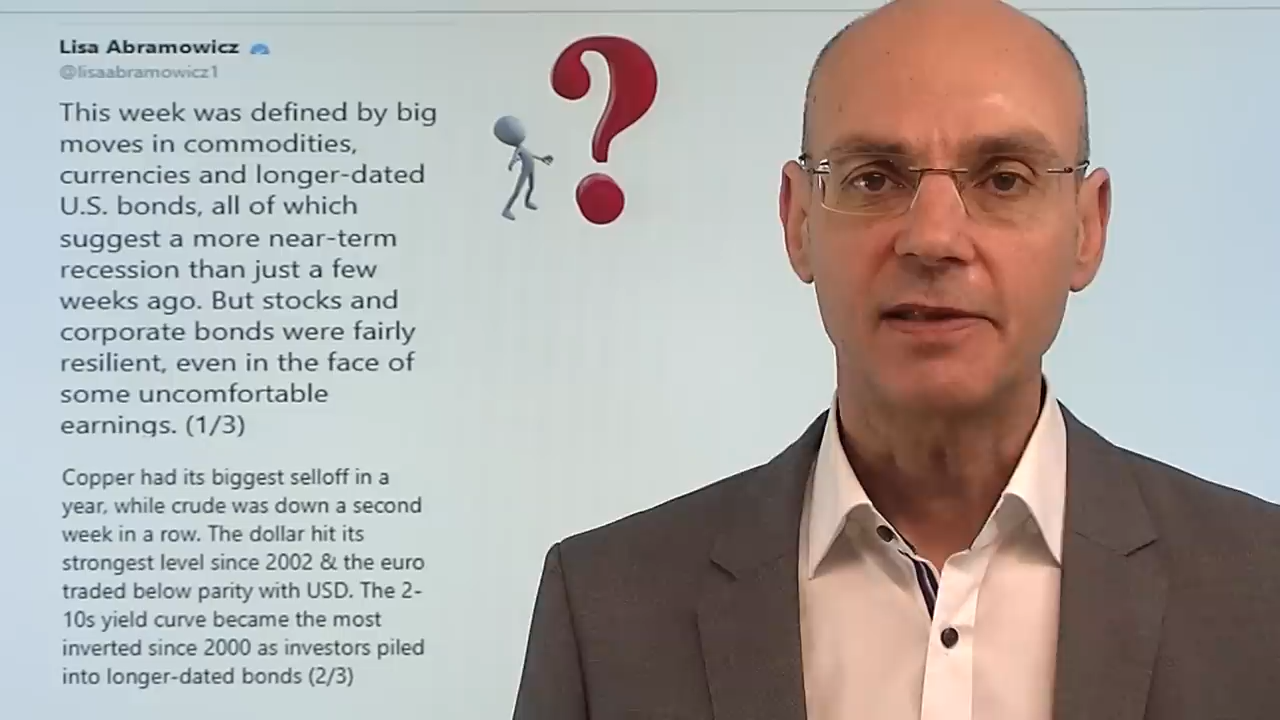 Lisa Abramowicz
@lisaabramowicz1
This week was defined by big
moves in commodities,
currencies and longer-dated
U.S. bonds, all of which
suggest a more near-term
recession than just a few
weeks ago. But stocks and
corporate bonds were fairly
resilient, even in the face of
some uncomfortable
earnings. (1/3)
Copper had its biggest selloff in a
year, while crude was down a second
week in a row. The dollar hit its
strongest level since 2002 & the euro
traded below parity with USD. The 2-
10s yield curve became the most
inverted since 2000 as investors piled
into longer-dated bonds (2/3)
?